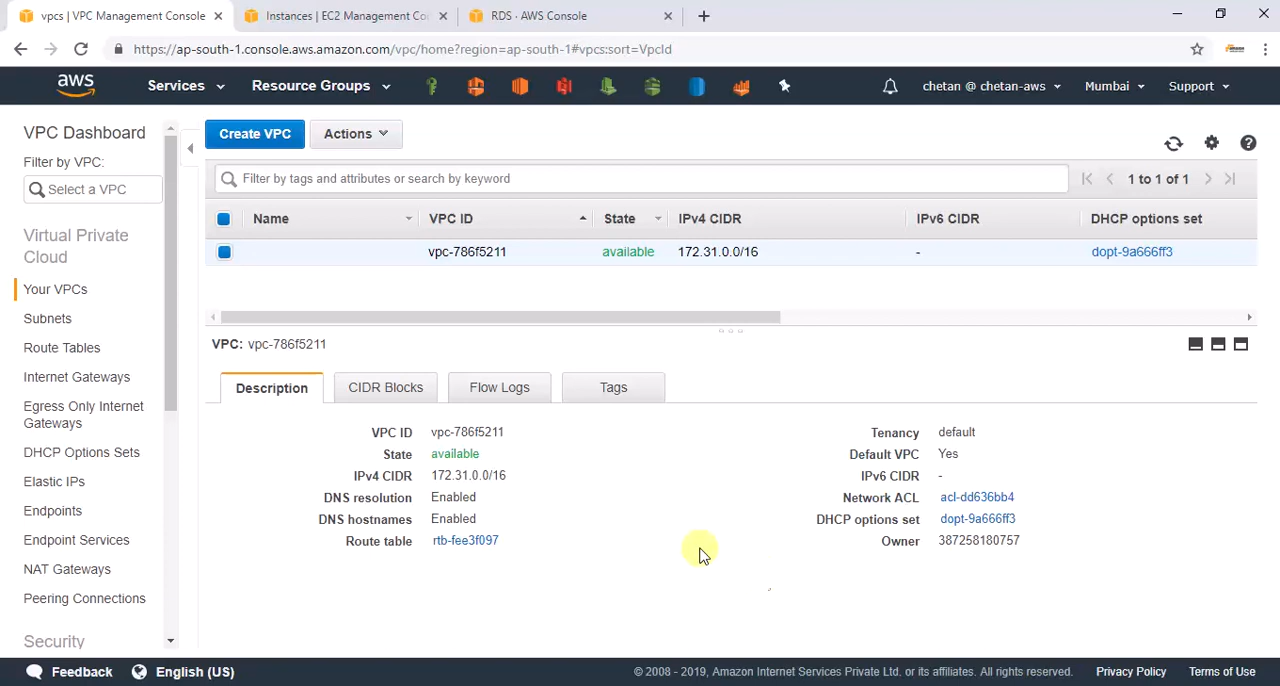 vpcs | VPC Management Console
Instances | EC2 Management Con
RDS · AWS Console
https://ap-south-1.console.aws.amazon.com/vpc/home?region=ap-south-1#vpcs:sort=VpcId
aws
Services
Resource Groups
chetan @ chetan-aws
Mumbai
Support
VPC Dashboard
Filter by VPC:
Select a VPC
Virtual Private
Cloud
Your VPCs
Subnets
Route Tables
Internet Gateways
Egress Only Internet
Gateways
DHCP Options Sets
Elastic IPs
Endpoints
Endpoint Services
NAT Gateways
Peering Connections
Security
Create VPC
Actions
Filter by tags and attributes or search by keyword
1 to 1 of 1
Name VPC ID State IPv4 CIDR IPv6 CIDR DHCP options set
vpc-786f5211 available 172.31.0.0/16 - dopt-9a666ff3
VPC: vpc-786f5211
Description CIDR Blocks Flow Logs Tags
VPC ID vpc-786f5211
State available
IPv4 CIDR 172.31.0.0/16
DNS resolution Enabled
DNS hostnames Enabled
Route table rtb-fee3f097
Tenancy default
Default VPC Yes
IPv6 CIDR -
Network ACL acl-dd636bb4
DHCP options set dopt-9a666ff3
Owner 387258180757
Feedback
English (US)
© 2008 - 2019, Amazon Internet Services Private Ltd. or its affiliates. All rights reserved.
Privacy Policy
Terms of Use